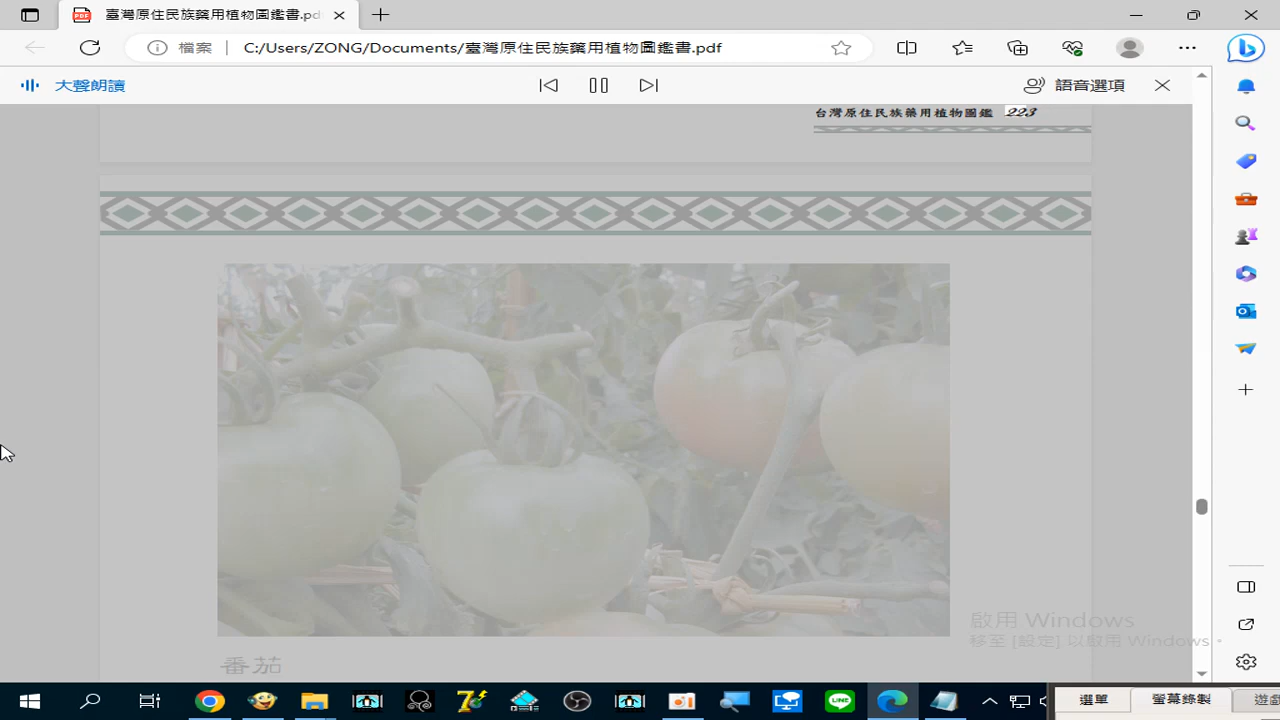 臺灣原住民族藥用植物圖鑑書.pd
檔案 C:/Users/ZONG/Documents/臺灣原住民族藥用植物圖鑑書.pdf
大聲朗讀
語音選項
台灣原住民族藥用植物圖鑑 223
番茄
啟用 Windows
移至 [設定] 以啟用 Windows。
選單
螢幕錄製